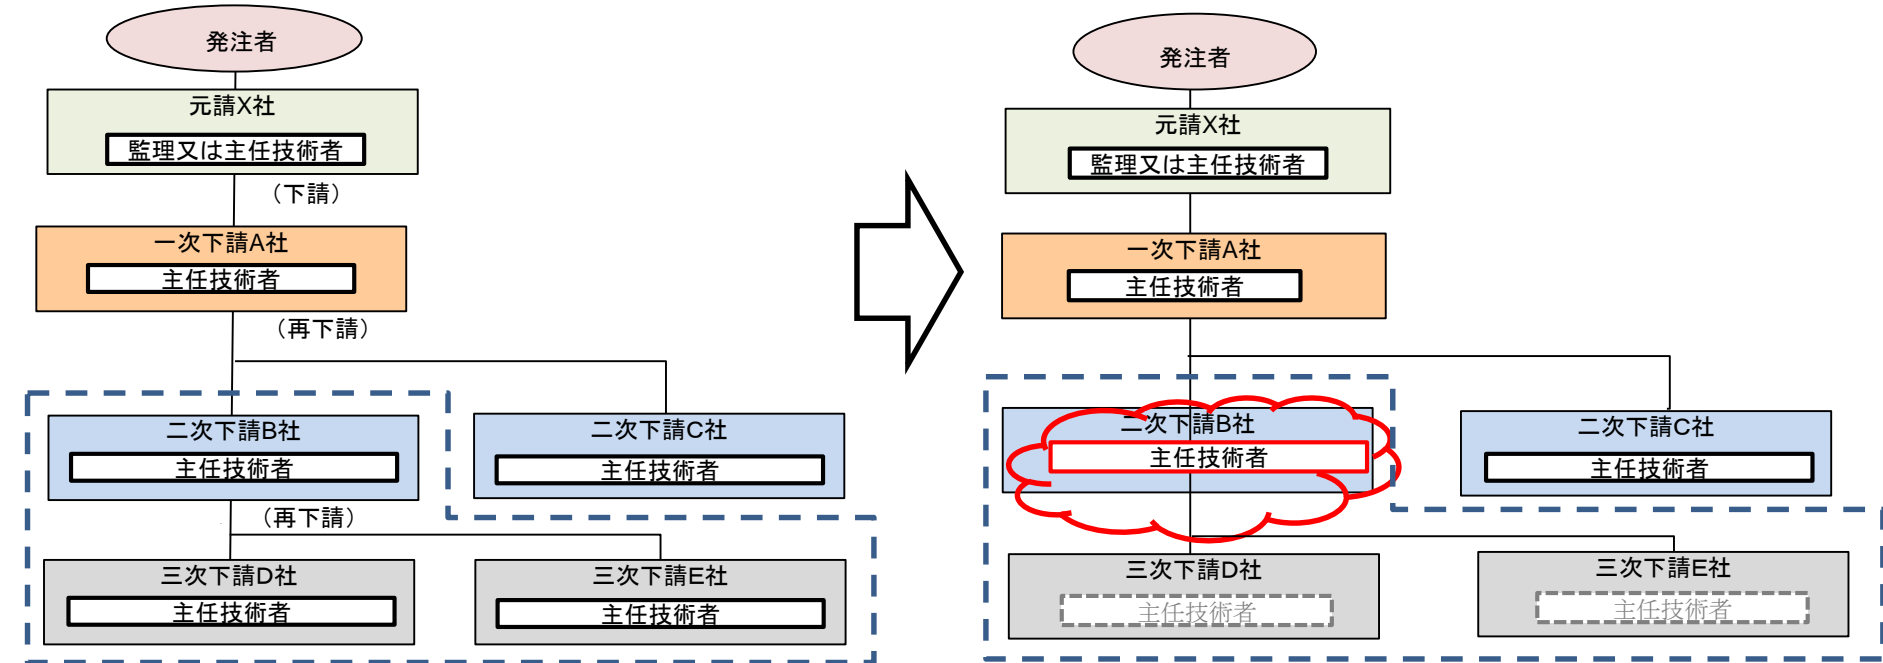 発注者
元請X社
監理又は主任技術者
（下請）
一次下請A社
主任技術者
（再下請）
二次下請B社
主任技術者
二次下請C社
主任技術者
（再下請）
三次下請D社
主任技術者
三次下請E社
主任技術者
発注者
元請X社
監理又は主任技術者
一次下請A社
主任技術者
二次下請B社
主任技術者
二次下請C社
主任技術者
三次下請D社
主任技術者
三次下請E社
主任技術者